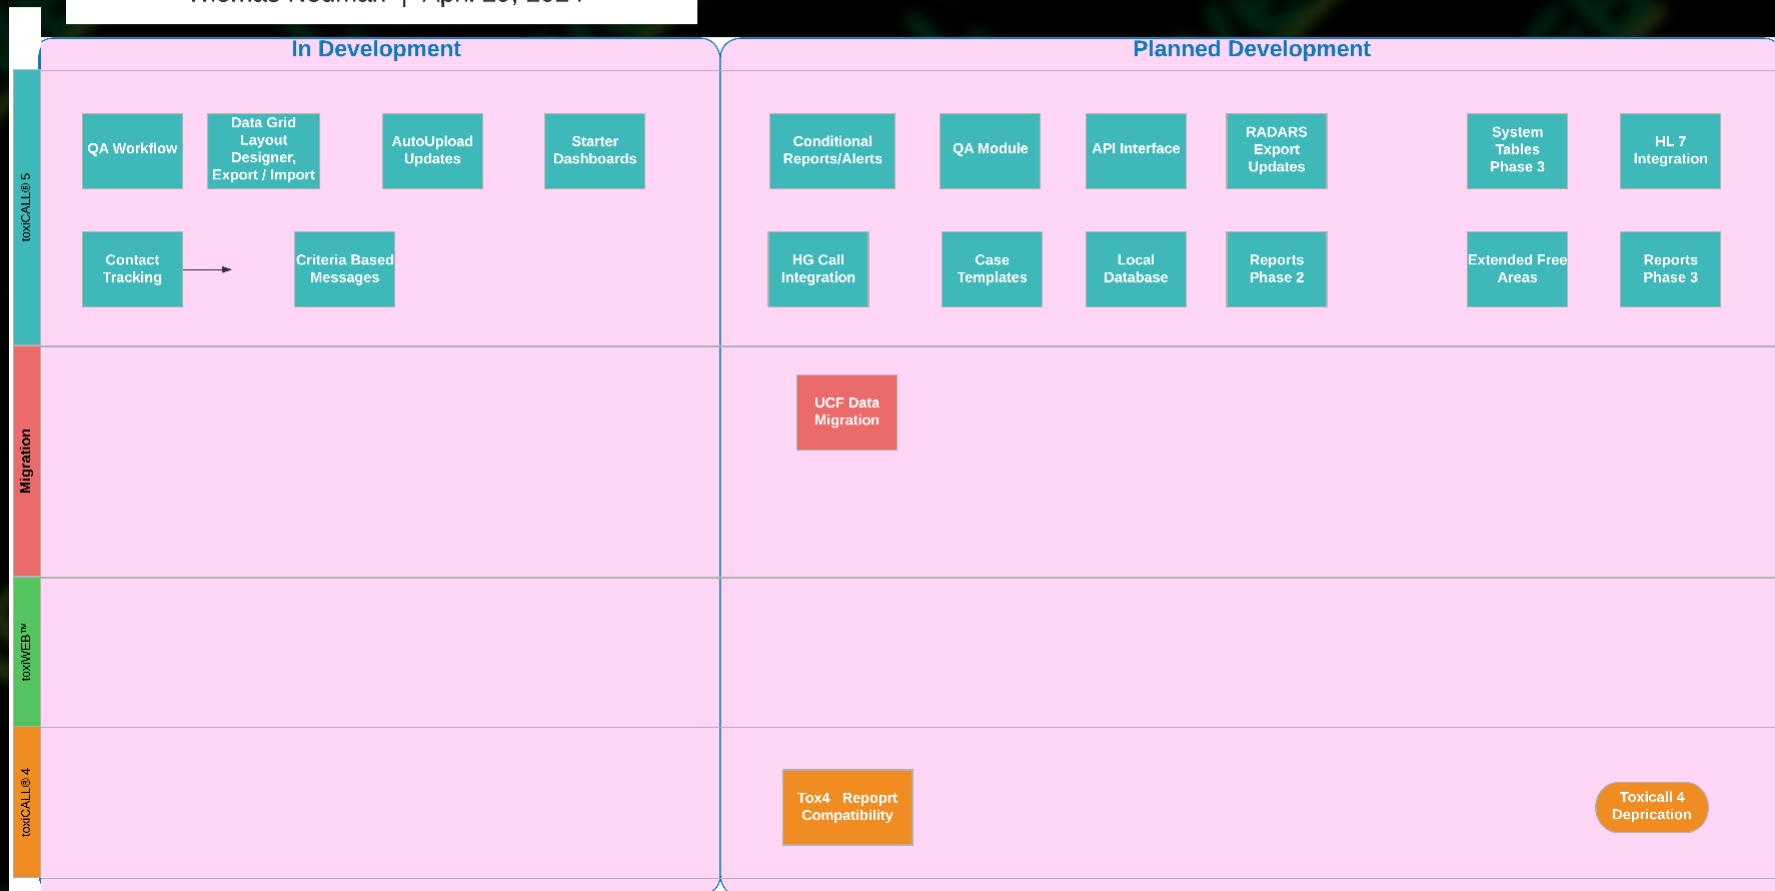 In Development
Planned Development
toxiCALL® 5
QA Workflow
Data Grid
Layout
Designer,
Export / Import
AutoUpload
Updates
Starter
Dashboards
Conditional
Reports/Alerts
QA Module
API Interface
RADARS
Export
Updates
System
Tables
Phase 3
HL 7
Integration
Contact
Tracking
Criteria Based
Messages
HG Call
Integration
Case
Templates
Local
Database
Reports
Phase 2
Extended Free
Areas
Reports
Phase 3
Migration
UCF Data
Migration
toxiWEB™
toxiCALL® 4
Tox4 Repoprt
Compatibility
Toxicall 4
Deprication